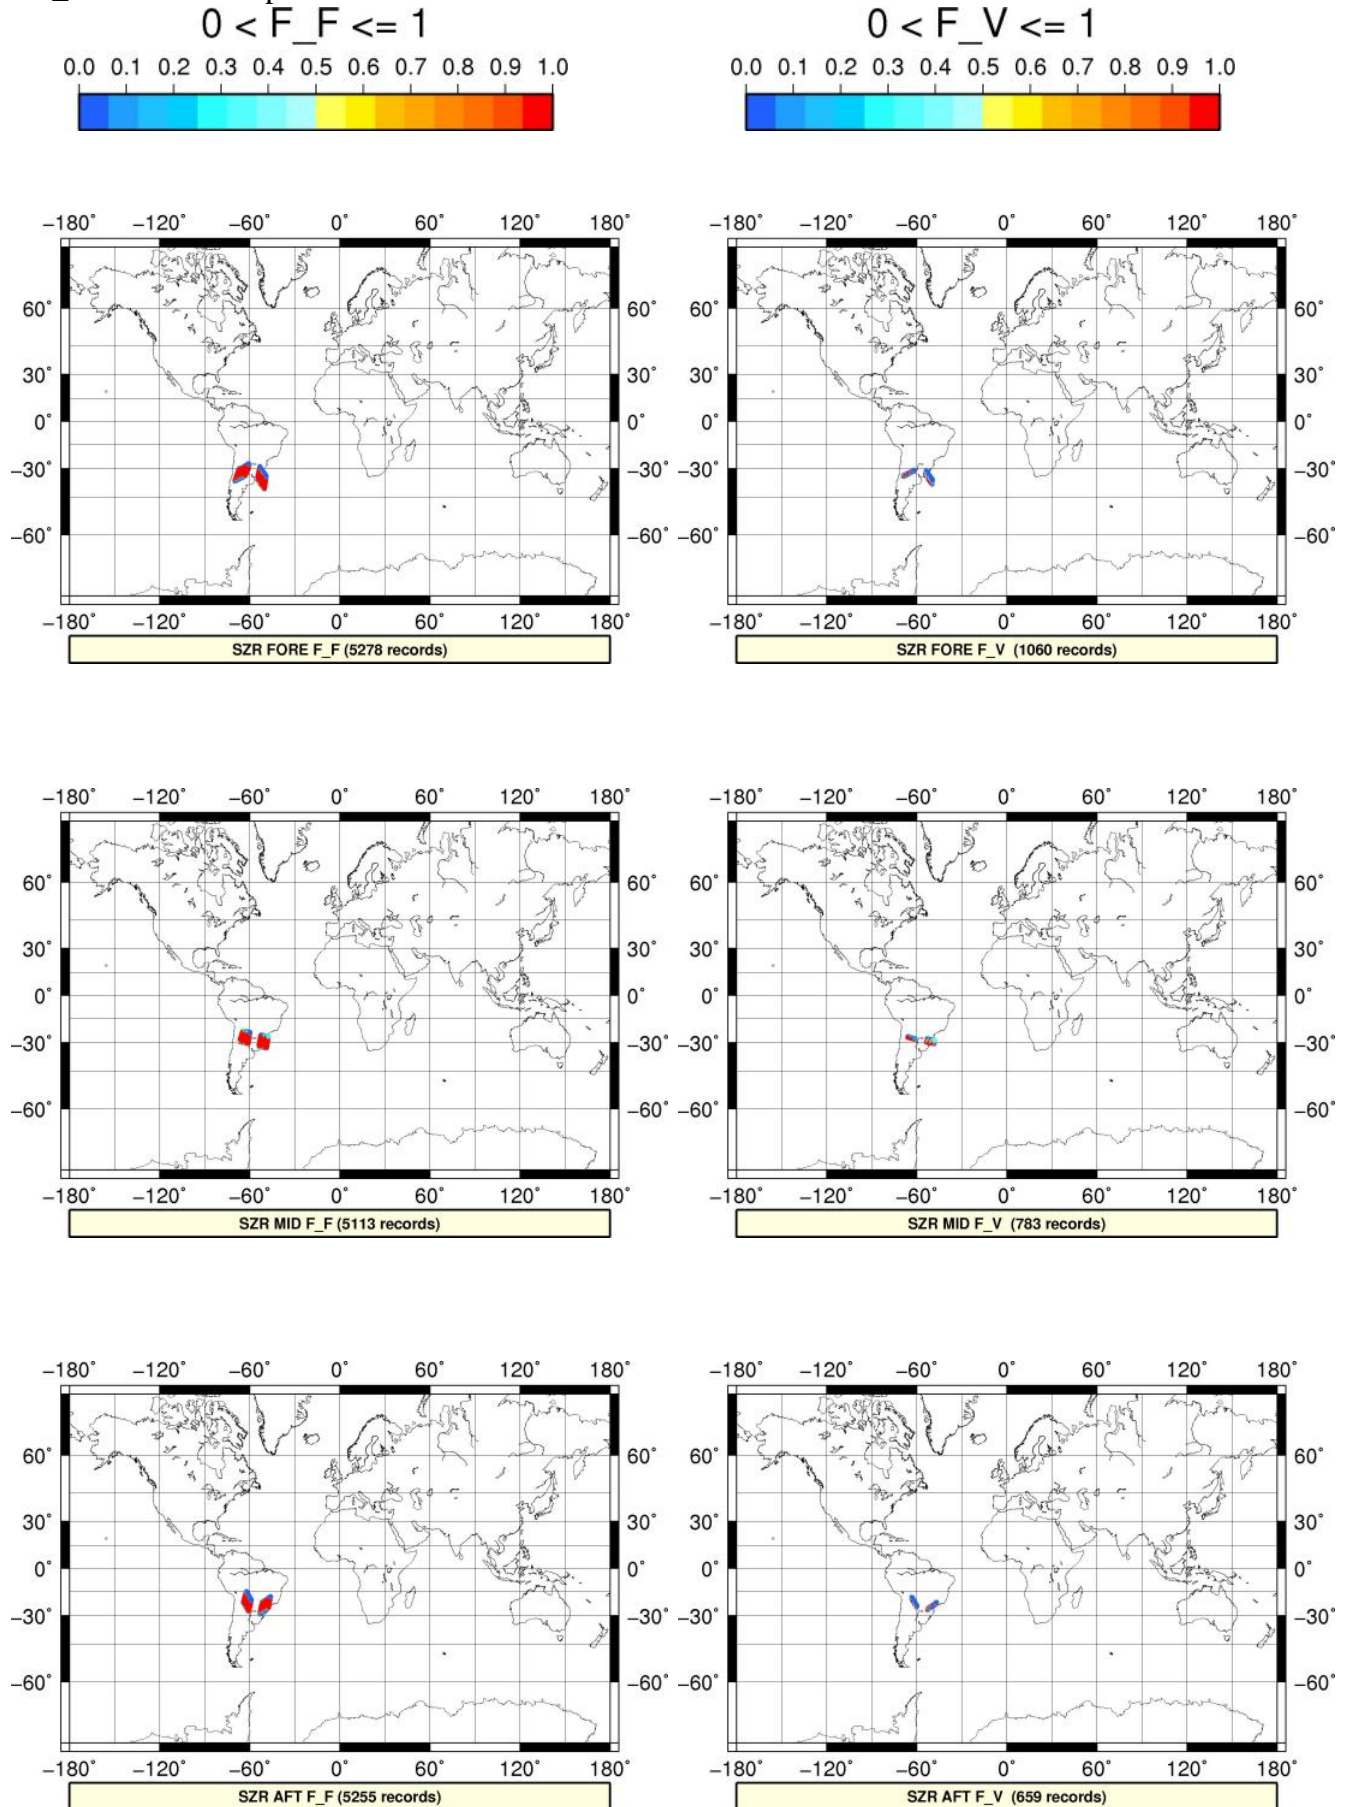 0 < F_F <= 1 0 < F_V <= 1
0.0 0.1 0.2 0.3 0.4 0.5 0.6 0.7 0.8 0.9 1.0 0.0 0.1 0.2 0.3 0.4 0.5 0.6 0.7 0.8 0.9 1.0
−180° −120° −60° 0° 60° 120° 180° −180° −120° −60° 0° 60° 120° 180°
60° 60° 60°
30° 30° 30°
0° 0° 0°
−30° −30° −30° −30°
−60° −60° −60° −60°
−180° −120° −60° 0° 60° 120° 180° −180° −120° −60° 0° 60° 120° 180°
SZR FORE F_F (5278 records) SZR FORE F_V (1060 records)
−180° −120° −60° 0° 60° 120° 180° −180° −120° −60° 0° 60° 120° 180°
60° 60° 60° 60°
30° 30° 30° 30°
0° 0° 0° 0°
−30° −30° −30° −30°
−60° −60° −60° −60°
−180° −120° −60° 0° 60° 120° 180° −180° −120° −60° 0° 60° 120° 180°
SZR MID F_F (5113 records) SZR MID F_V (783 records)
−180° −120° −60° 0° 60° 120° 180° −180° −120° −60° 0° 60° 120° 180°
60° 60° 60° 60°
30° 30° 30° 30°
0° 0° 0° 0°
−30° −30° −30° −30°
−60° −60° −60° −60°
−180° −120° −60° 0° 60° 120° 180° −180° −120° −60° 0° 60° 120° 180°
SZR AFT F_F (5255 records) SZR AFT F_V (659 records)